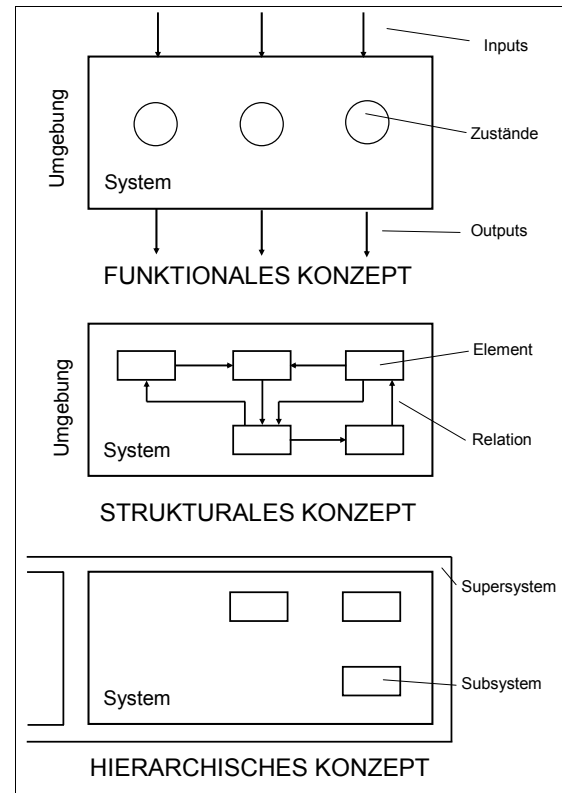 Inputs
Umgebung
Zustände
System
Outputs
FUNKTIONALES KONZEPT
Element
Umgebung
Relation
System
STRUKTURALES KONZEPT
Supersystem
Subsystem
System
HIERARCHISCHES KONZEPT